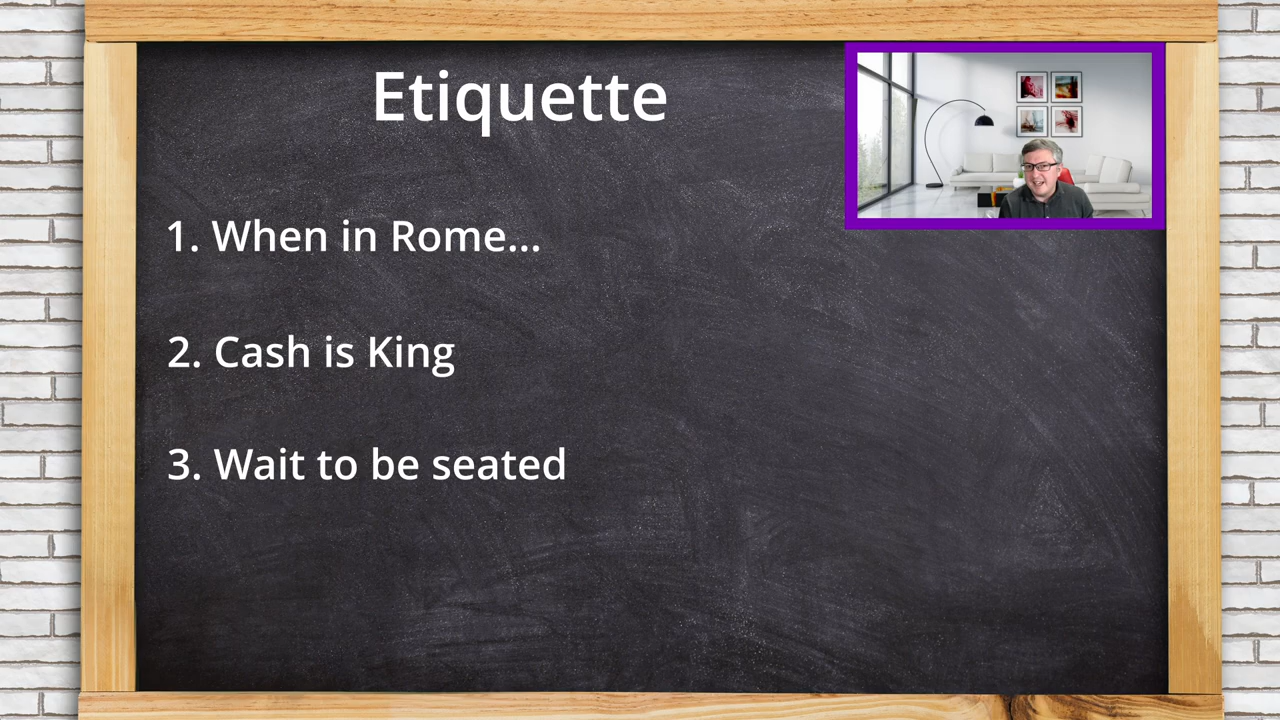 Etiquette
1. When in Rome...
2. Cash is King
3. Wait to be seated